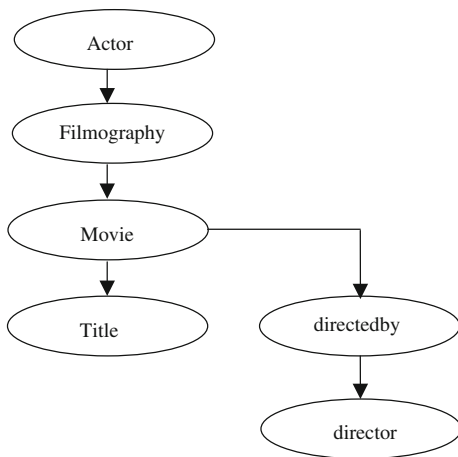 Actor
Filmography
Movie
Title
directedby
director